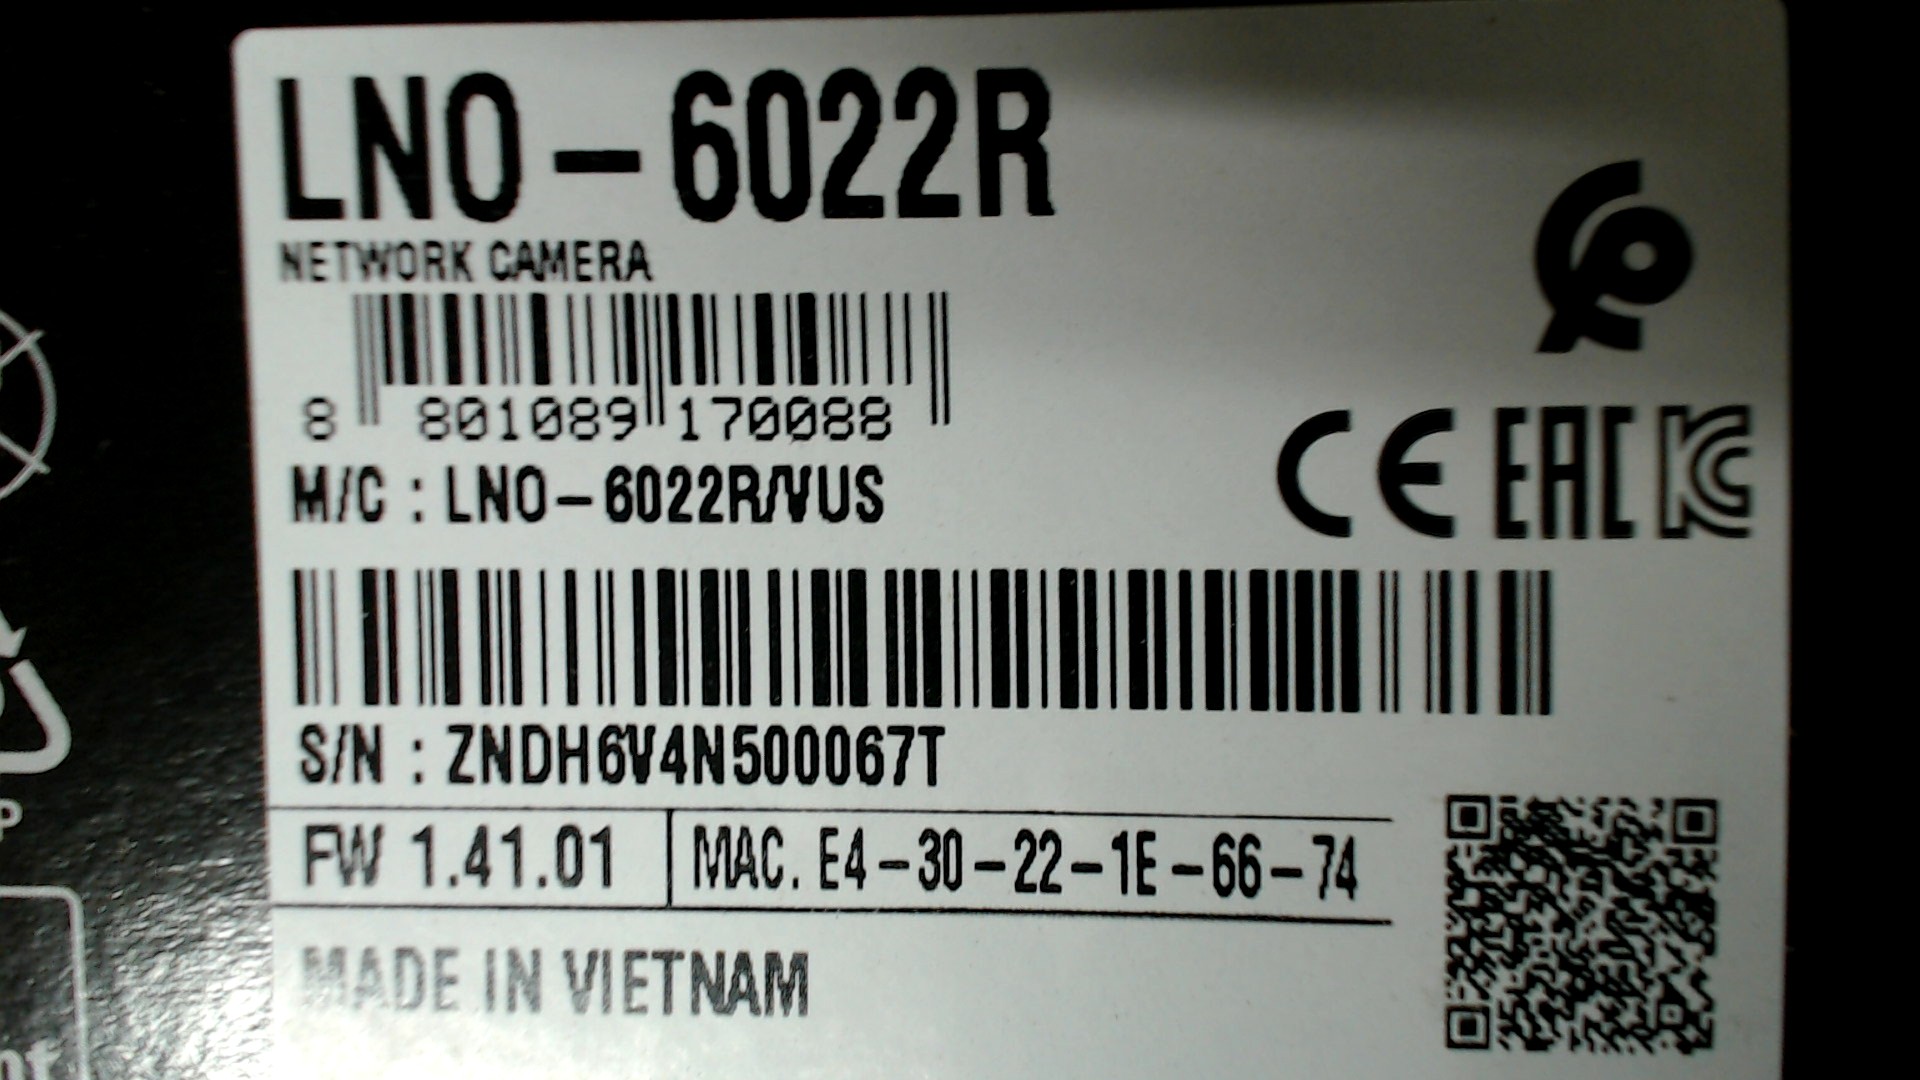 LNO-6022R
NETWORK CAMERA
8 801089 170088
M/C : LNO-6022R/VUS
CE EAC KC
S/N : ZNDH6V4N500067T
FW 1.41.01
MAC. E4-30-22-1E-66-74
MADE IN VIETNAM